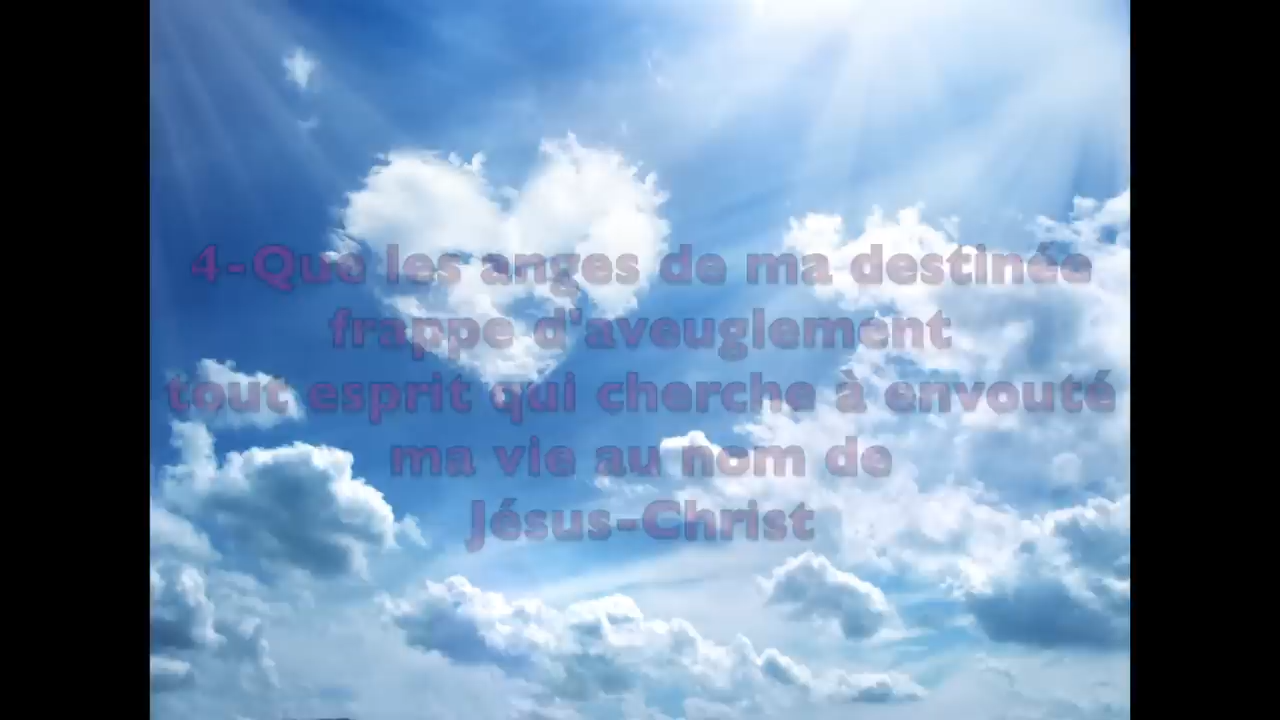 4-Que les anges de ma destinée
frappe d'aveuglement
tout esprit qui cherche à envouté
ma vie au nom de
Jésus-Christ